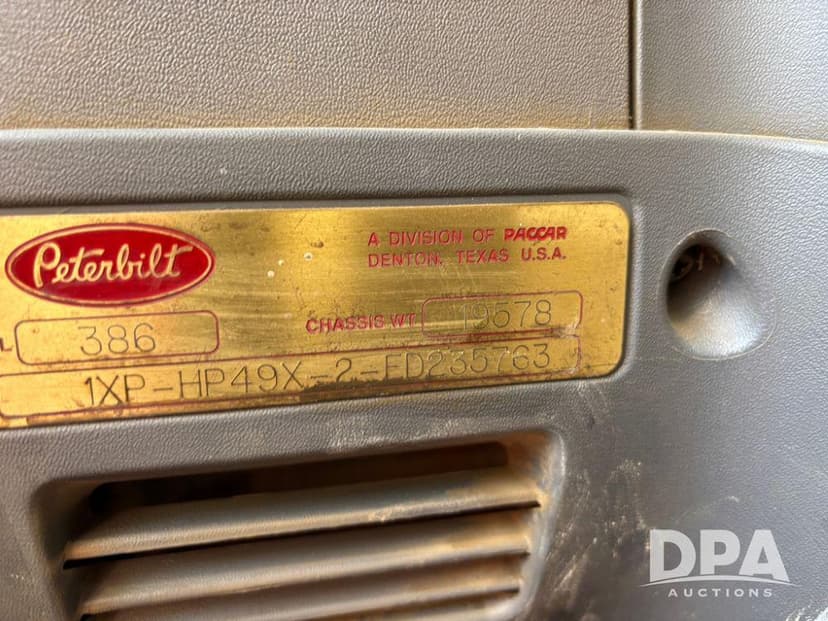 Peterbilt
A DIVISION OF PACCAR
DENTON, TEXAS U.S.A.
L 386
CHASSIS WT. 19578
1XP-HP49X-2-FD235763
DPA
AUCTIONS